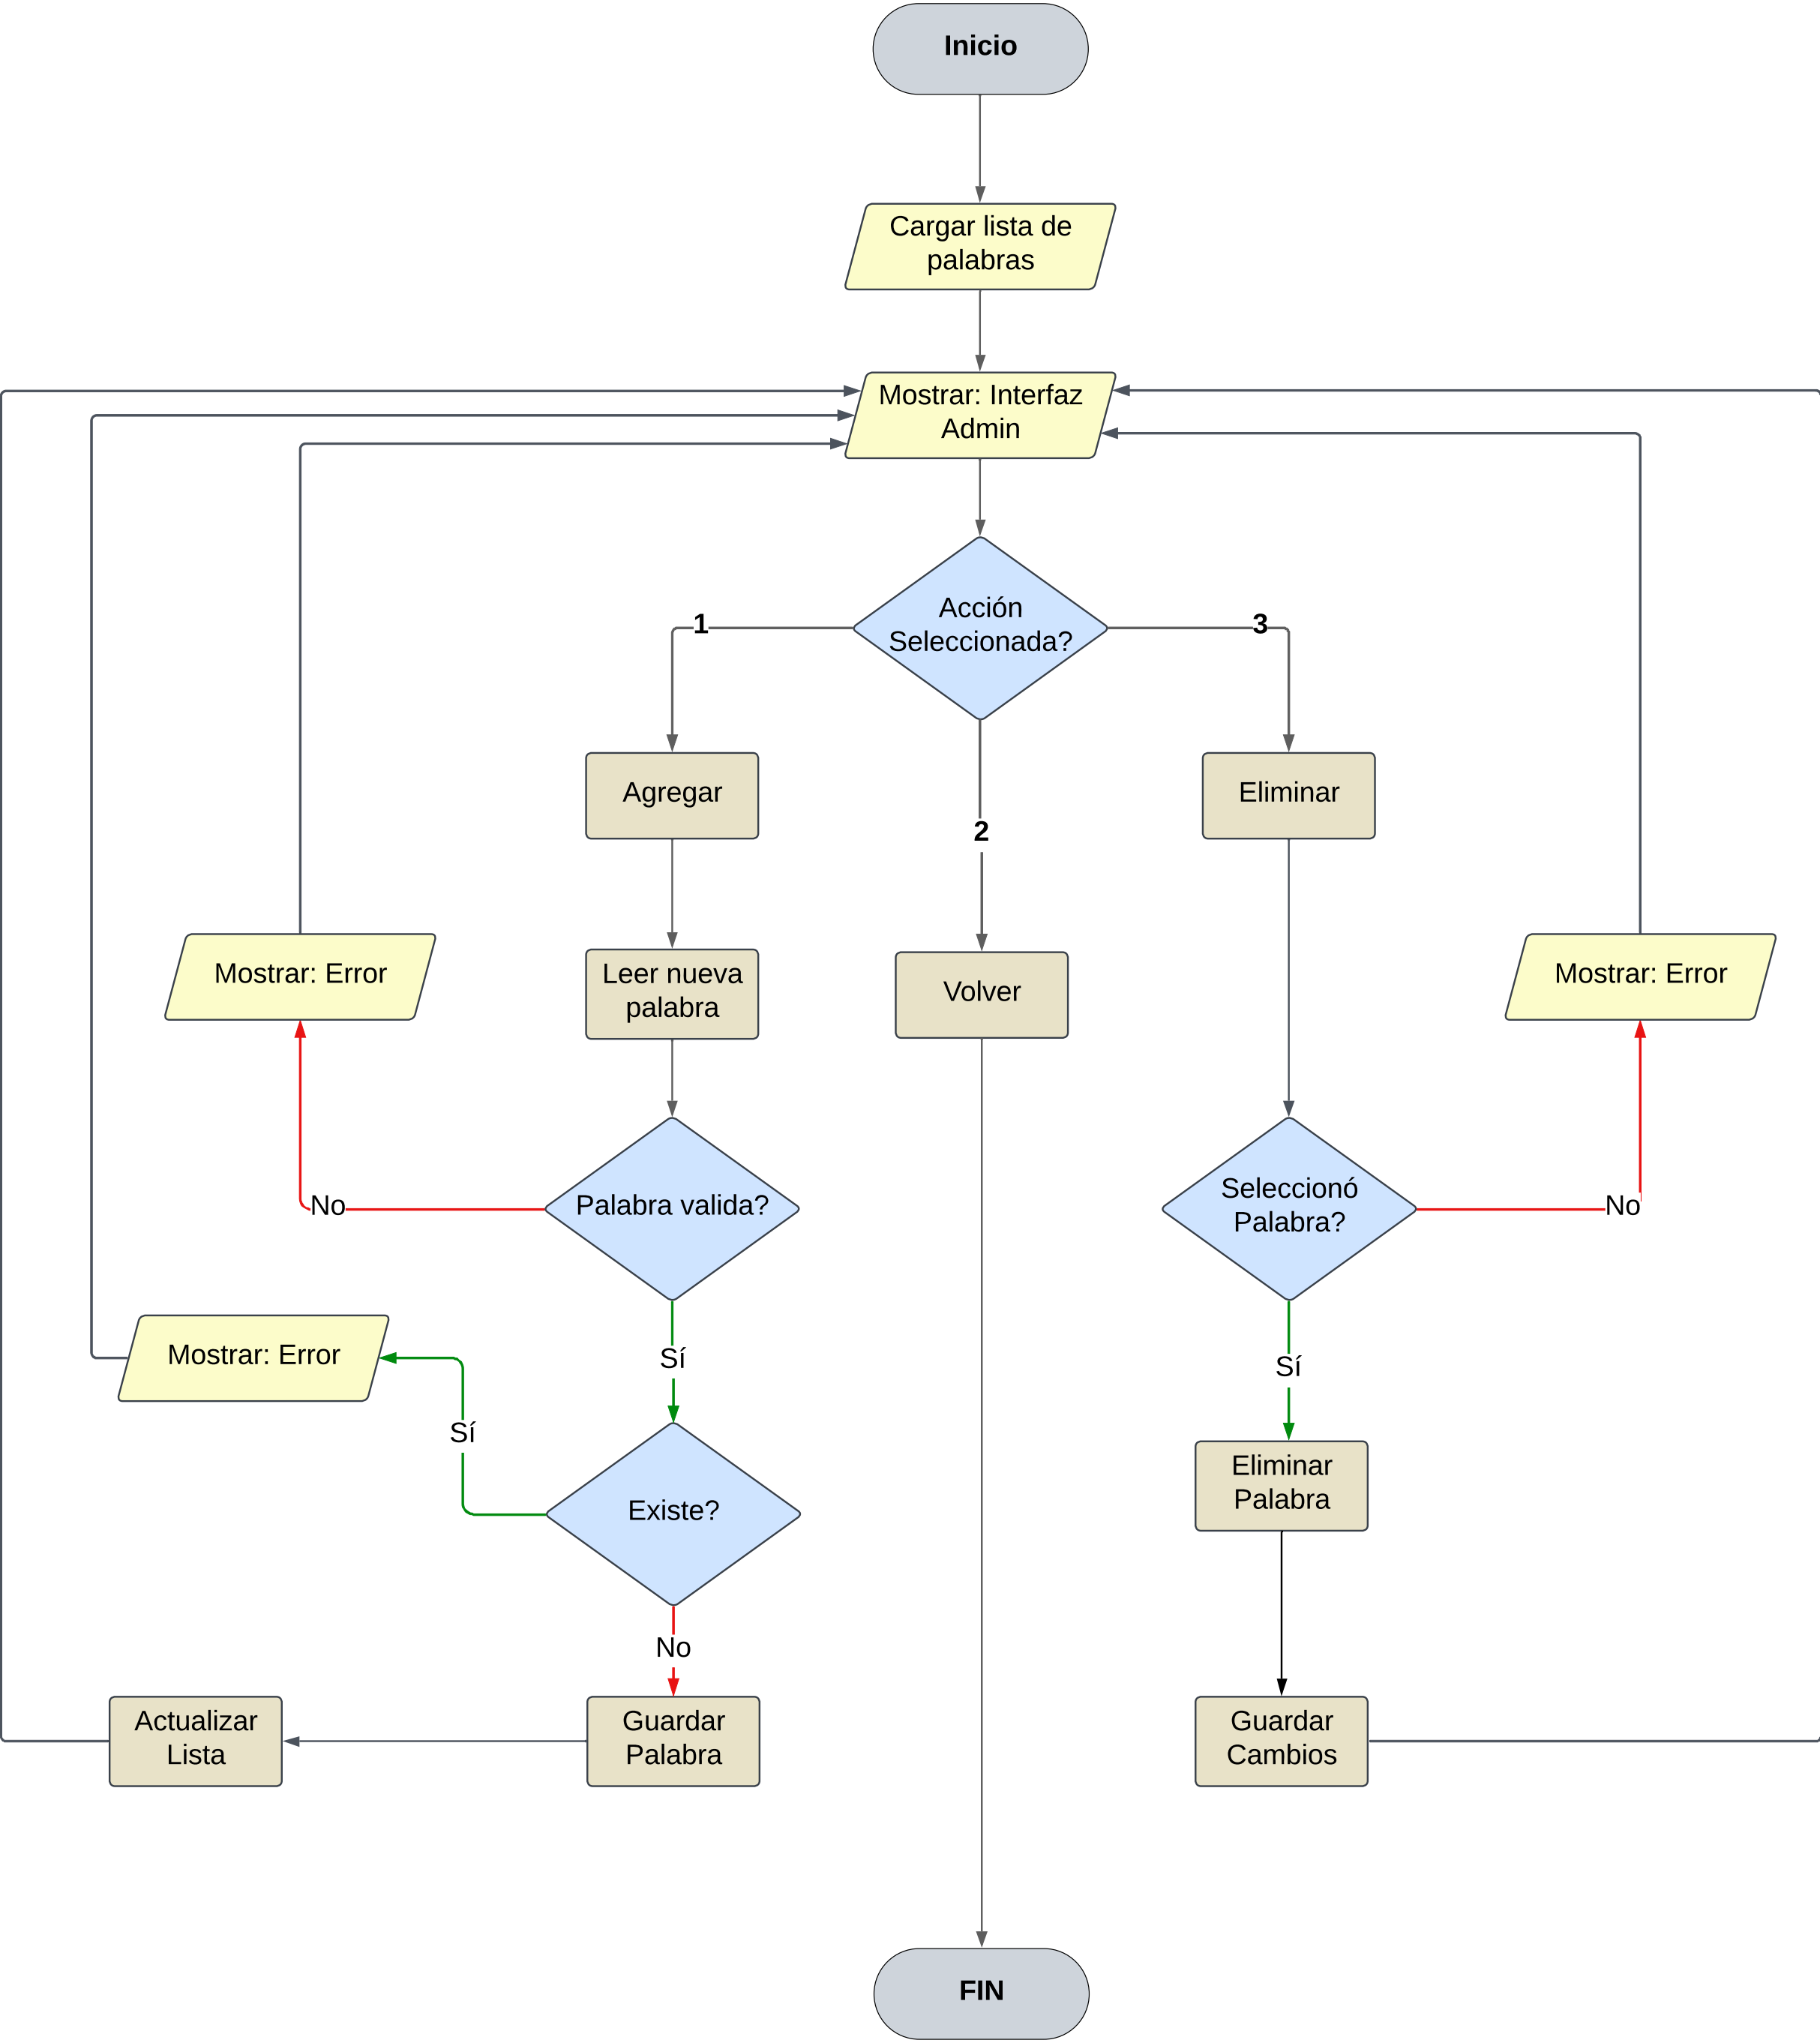 Inicio
Cargar lista de
palabras
Mostrar: Interfaz
Admin
Acción
Seleccionada?
1
3
Agregar
Eliminar
2
Mostrar: Error
Leer nueva
palabra
Volver
Mostrar: Error
Palabra valida?
No
Seleccionó
Palabra?
No
Mostrar: Error
Sí
Sí
Sí
Existe?
Eliminar
Palabra
No
Actualizar
Lista
Guardar
Palabra
Guardar
Cambios
FIN